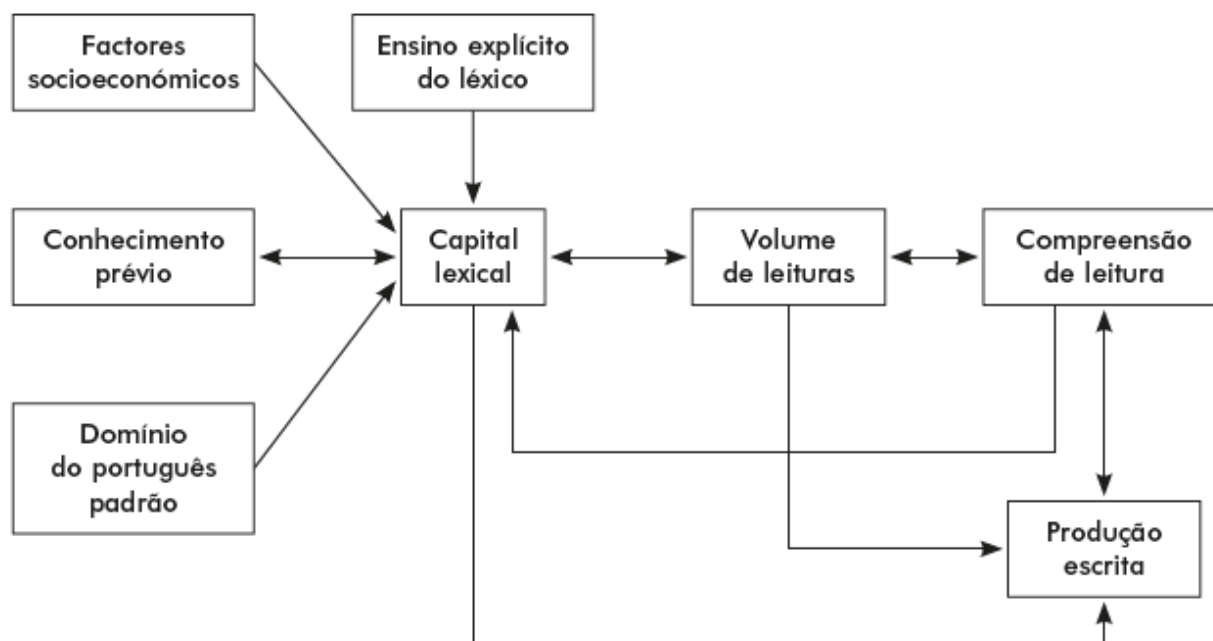 Factores
socioeconómicos
Ensino explícito
do léxico
Conhecimento
prévio
Capital
lexical
Volume
de leituras
Compreensão
de leitura
Domínio
do português
padrão
Produção
escrita